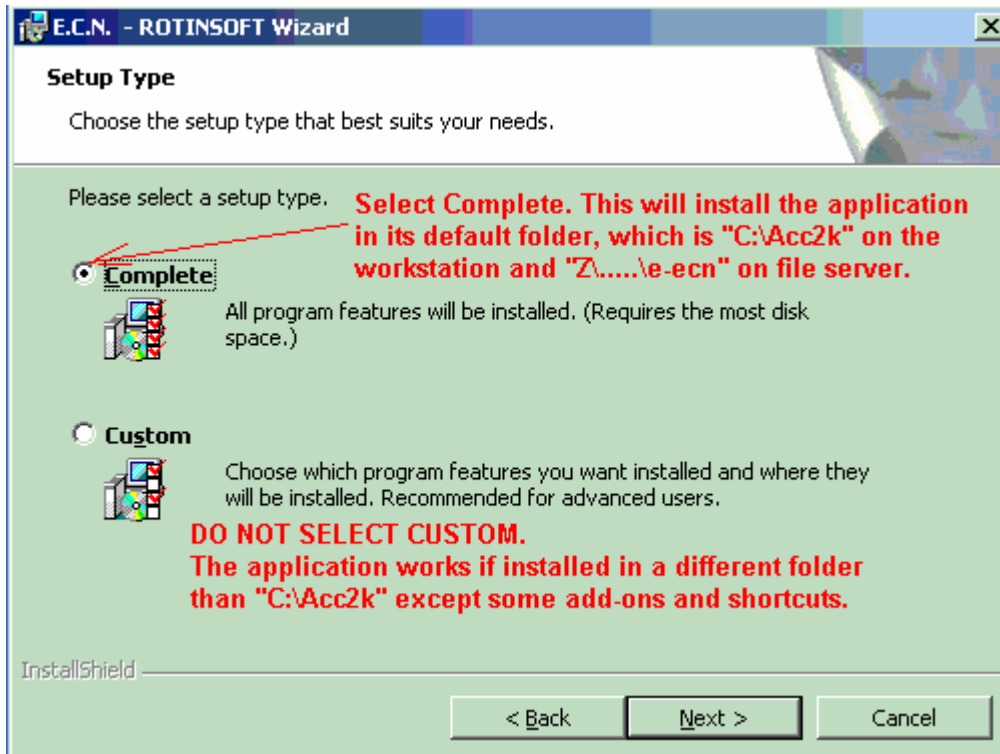 E.C.N. - ROTINSOFT Wizard
Setup Type
Choose the setup type that best suits your needs.
Please select a setup type.
Select Complete. This will install the application
in its default folder, which is "C:\Acc2k" on the
workstation and "Z\.....\e-ecn" on file server.
Complete
All program features will be installed. (Requires the most disk
space.)
Custom
Choose which program features you want installed and where they
will be installed. Recommended for advanced users.
DO NOT SELECT CUSTOM.
The application works if installed in a different folder
than "C:\Acc2k" except some add-ons and shortcuts.
InstallShield
< Back
Next >
Cancel